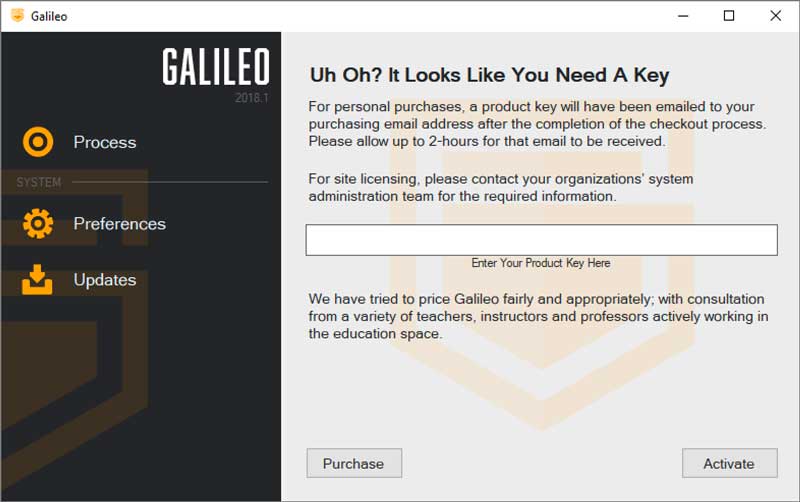 Galileo
GALILEO
2018.1
Process
SYSTEM
Preferences
Updates
Uh Oh? It Looks Like You Need A Key
For personal purchases, a product key will have been emailed to your
purchasing email address after the completion of the checkout process.
Please allow up to 2-hours for that email to be received.
For site licensing, please contact your organizations' system
administration team for the required information.
Enter Your Product Key Here
We have tried to price Galileo fairly and appropriately; with consultation
from a variety of teachers, instructors and professors actively working in
the education space.
Purchase
Activate